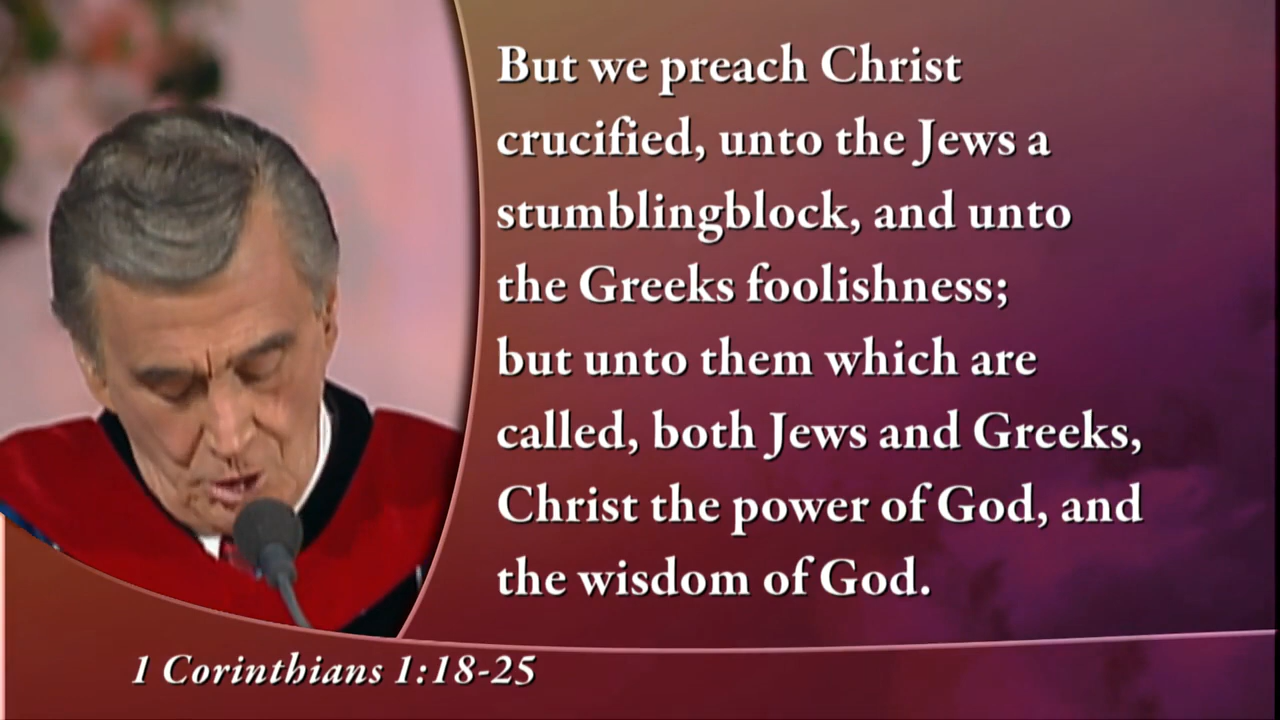 But we preach Christ
crucified, unto the Jews a
stumblingblock, and unto
the Greeks foolishness;
but unto them which are
called, both Jews and Greeks,
Christ the power of God, and
the wisdom of God.
1 Corinthians 1:18-25